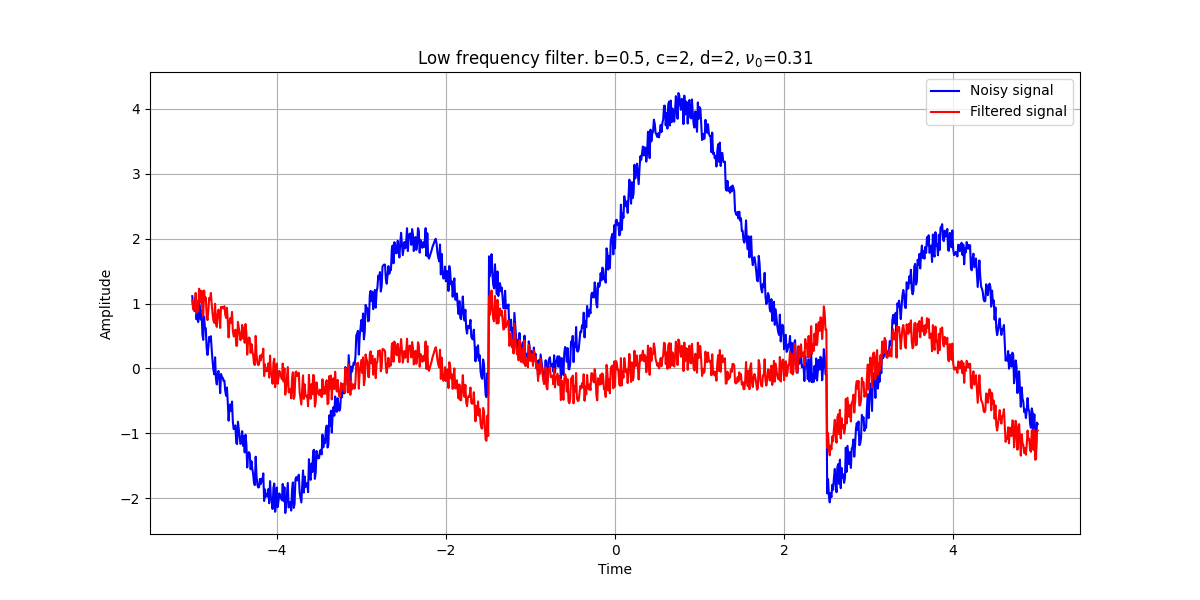 Low frequency filter. b=0.5, c=2, d=2, ν₀=0.31
Noisy signal
Filtered signal
Amplitude
4
3
2
1
0
−1
−2
−4
−2
0
2
4
Time